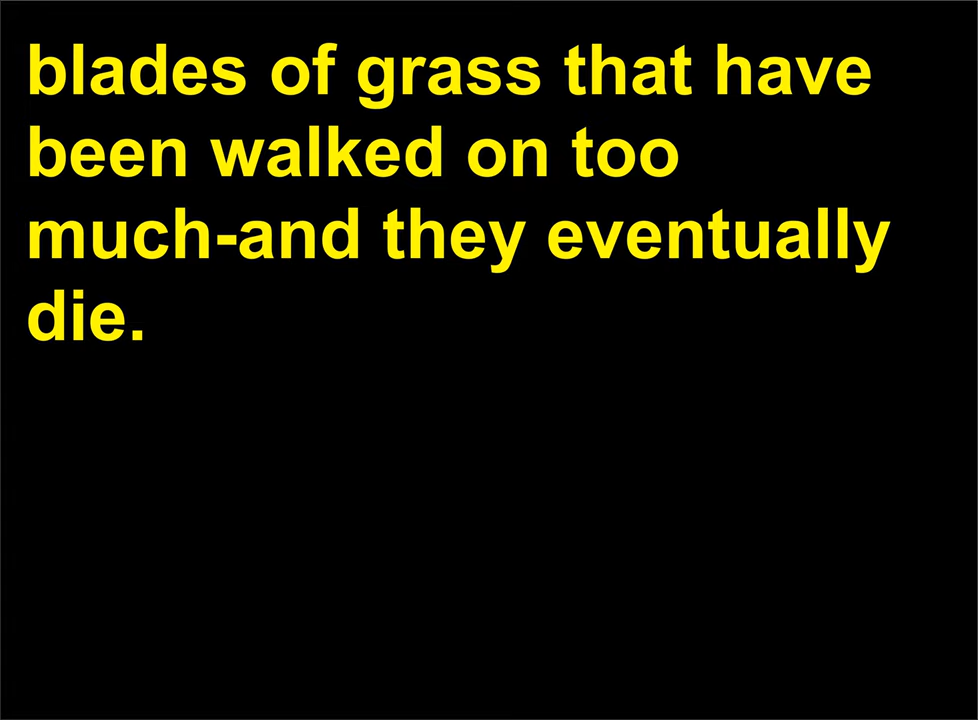 blades of grass that have
been walked on too
much-and they eventually
die.